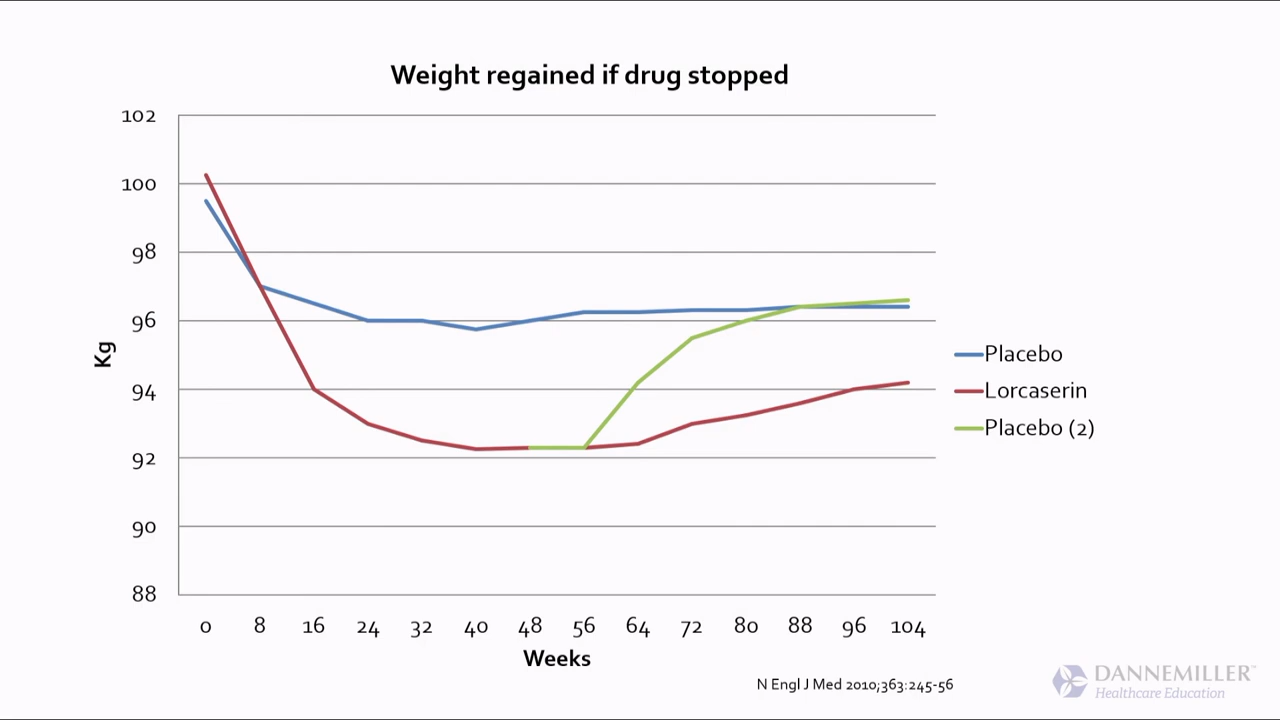 Weight regained if drug stopped
102
100
98
96
94
92
90
88
Kg
0 8 16 24 32 40 48 56 64 72 80 88 96 104
Weeks
Placebo
Lorcaserin
Placebo (2)
N Engl J Med 2010;363:245-56
DANNEMILLER™
Healthcare Education